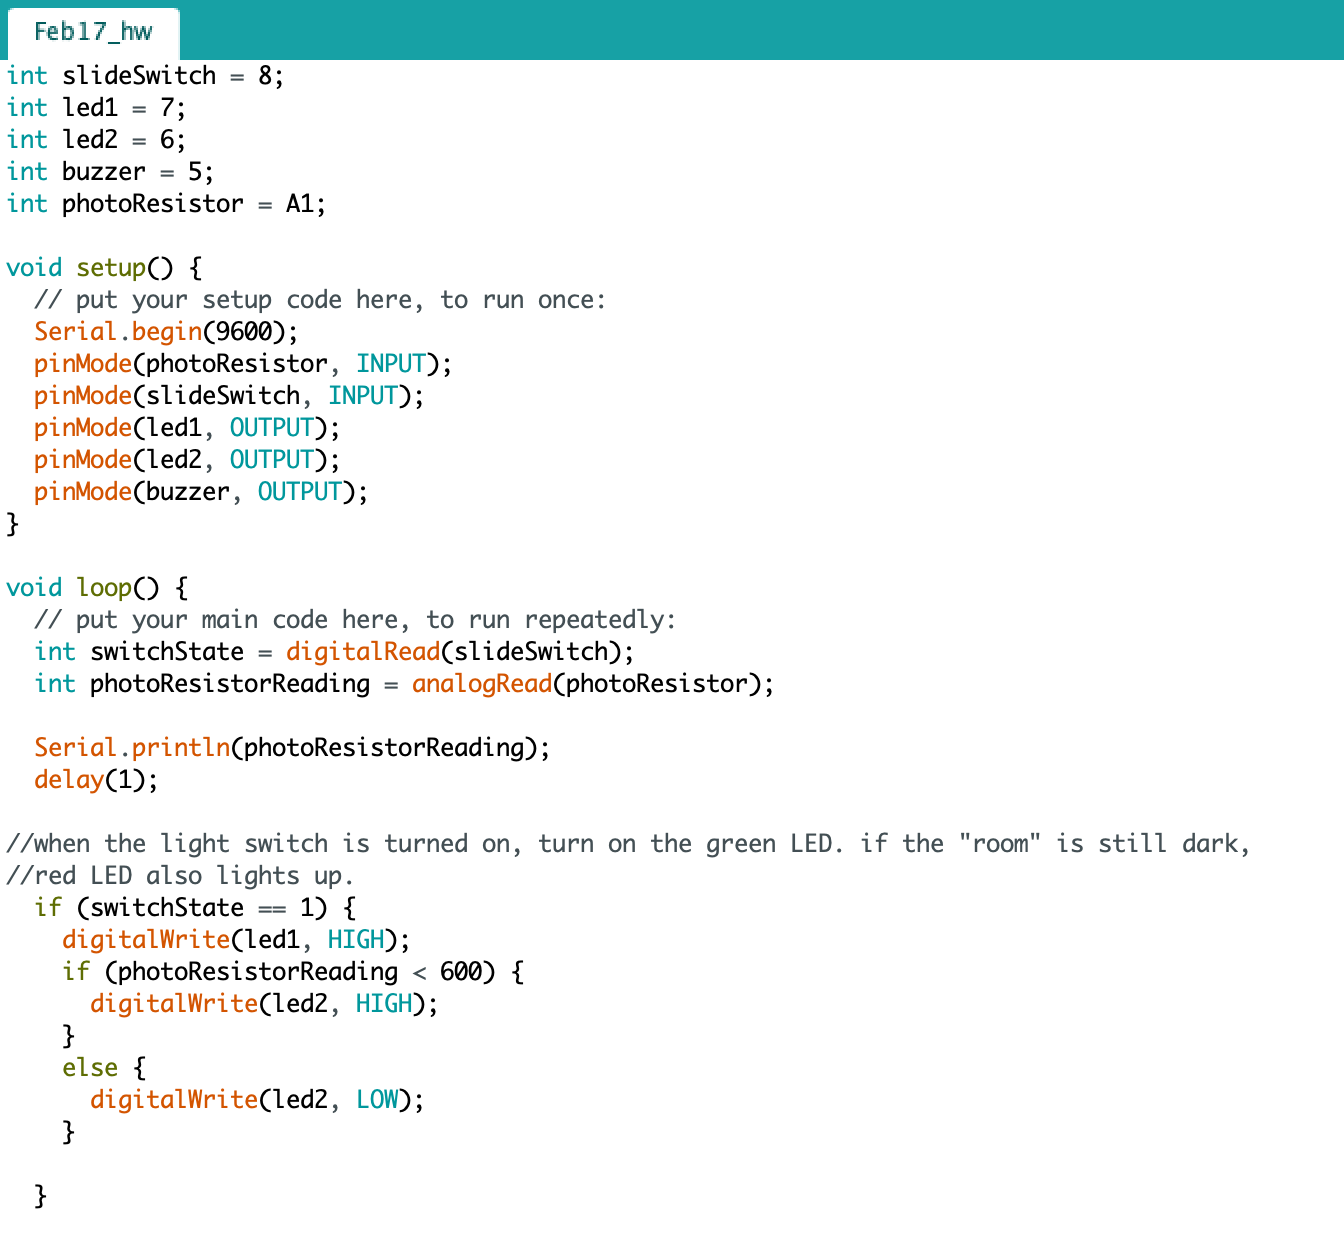 Feb17_hw
int slideSwitch = 8;
int led1 = 7;
int led2 = 6;
int buzzer = 5;
int photoResistor = A1;
void setup() {
  // put your setup code here, to run once:
  Serial.begin(9600);
  pinMode(photoResistor, INPUT);
  pinMode(slideSwitch, INPUT);
  pinMode(led1, OUTPUT);
  pinMode(led2, OUTPUT);
  pinMode(buzzer, OUTPUT);
}
void loop() {
  // put your main code here, to run repeatedly:
  int switchState = digitalRead(slideSwitch);
  int photoResistorReading = analogRead(photoResistor);
  Serial.println(photoResistorReading);
  delay(1);
//when the light switch is turned on, turn on the green LED. if the "room" is still dark,
//red LED also lights up.
  if (switchState == 1) {
    digitalWrite(led1, HIGH);
    if (photoResistorReading < 600) {
      digitalWrite(led2, HIGH);
    }
    else {
      digitalWrite(led2, LOW);
    }
  }